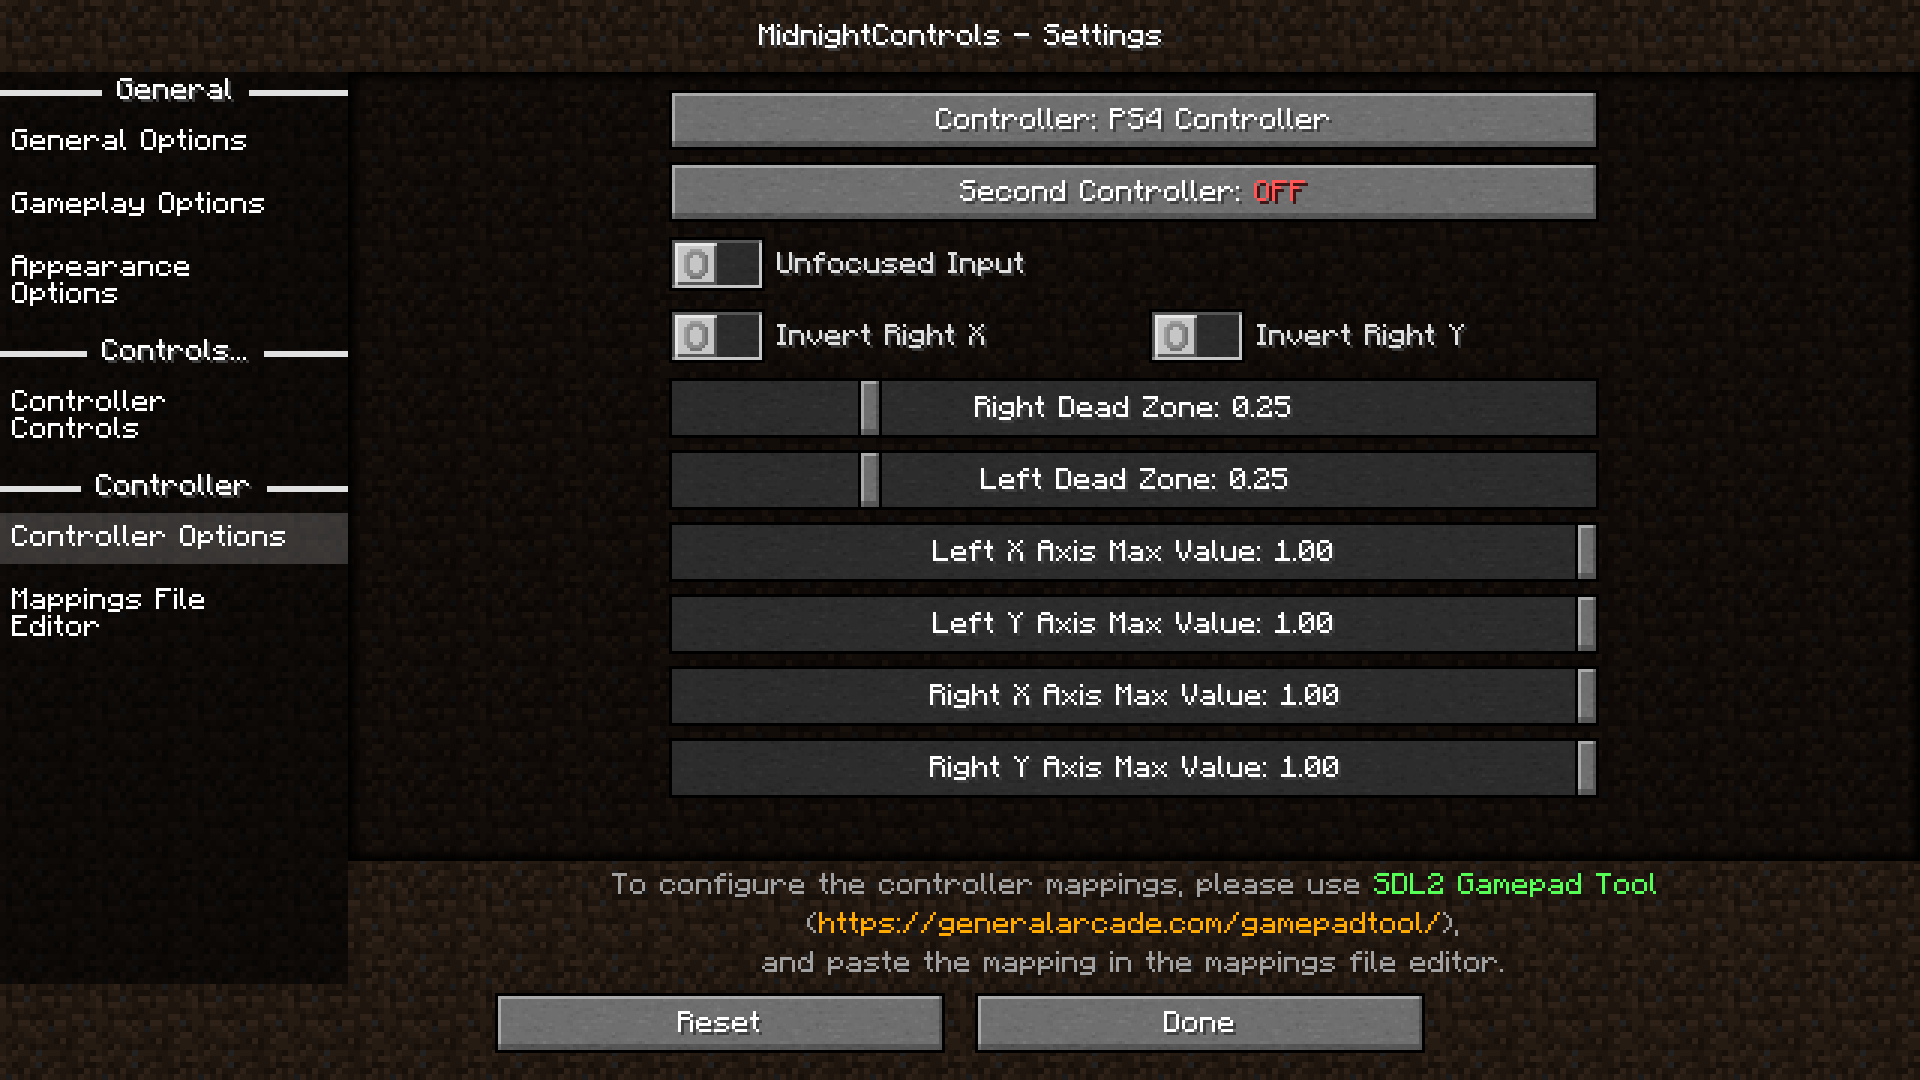 MidnightControls - Settings
General
General Options
Gameplay Options
Appearance
Options
Controls...
Controller
Controls
Controller
Controller Options
Mappings File
Editor
Controller: PS4 Controller
Second Controller: OFF
Unfocused Input
Invert Right X
Invert Right Y
Right Dead Zone: 0.25
Left Dead Zone: 0.25
Left X Axis Max Value: 1.00
Left Y Axis Max Value: 1.00
Right X Axis Max Value: 1.00
Right Y Axis Max Value: 1.00
To configure the controller mappings, please use SDL2 Gamepad Tool
(https://generalarcade.com/gamepadtool/),
and paste the mapping in the mappings file editor.
Reset
Done